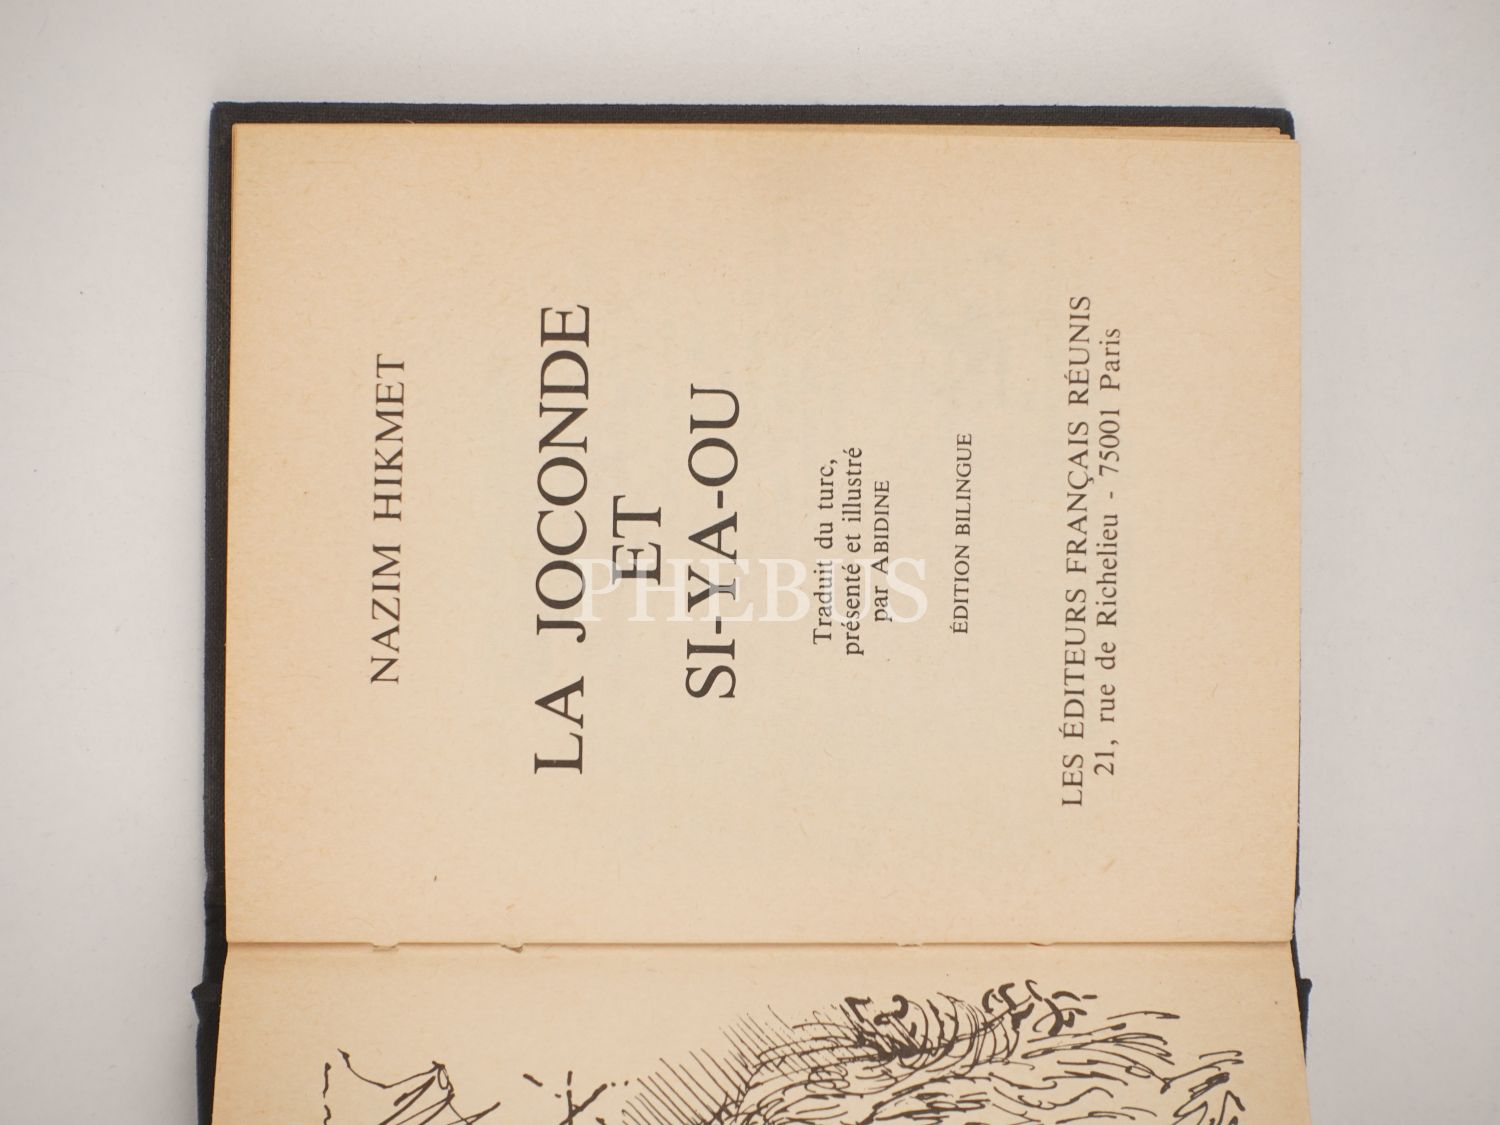 NAZIM HIKMET
LA JOCONDE
ET
SI-YA-OU
Traduit du turc,
présenté et illustré
par ABIDINE
ÉDITION BILINGUE
LES ÉDITEURS FRANÇAIS RÉUNIS
21, rue de Richelieu - 75001 Paris
PHEBUS